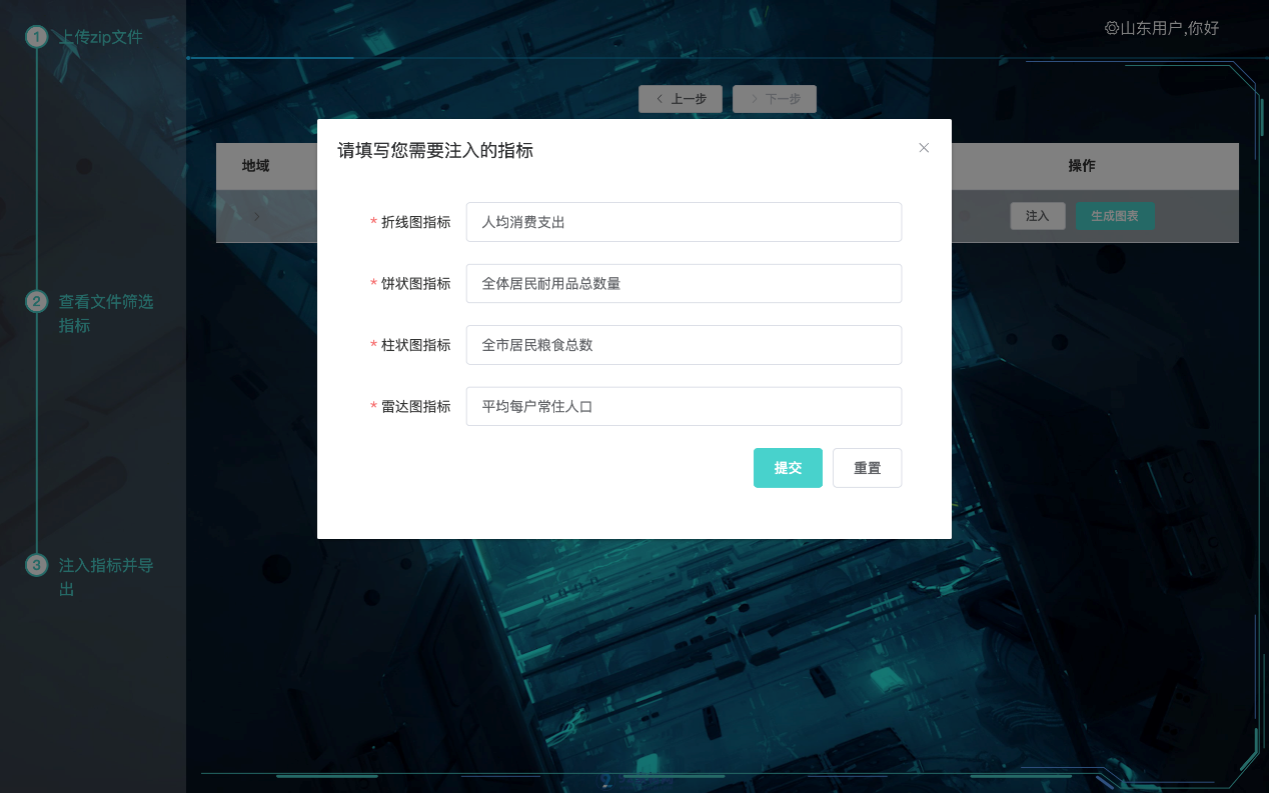 1 上传zip文件
山东用户,你好
上一步 下一步
请填写您需要注入的指标
地域 操作
* 折线图指标 人均消费支出
注入 生成图表
* 饼状图指标 全体居民耐用品总数量
2 查看文件筛选
指标
* 柱状图指标 全市居民粮食总数
* 雷达图指标 平均每户常住人口
提交 重置
3 注入指标并导
出